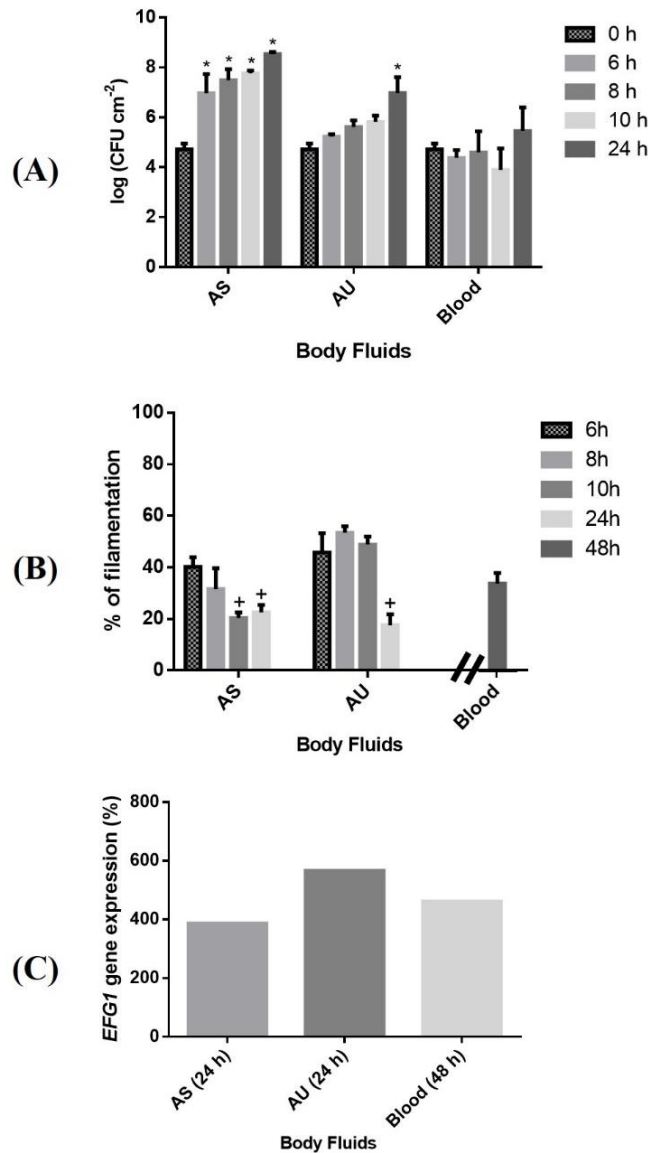 (A)
log (CFU cm-2)
10
8
6
4
2
0
* * * *
*
AS
AU
Blood
Body Fluids
0 h
6 h
8 h
10 h
24 h
(B)
% of filamentation
100
80
60
40
20
0
+ +
+
AS
AU
Blood
Body Fluids
6h
8h
10h
24h
48h
(C)
EFG1 gene expression (%)
800
600
400
200
0
AS (24 h)
AU (24 h)
Blood (48 h)
Body Fluids